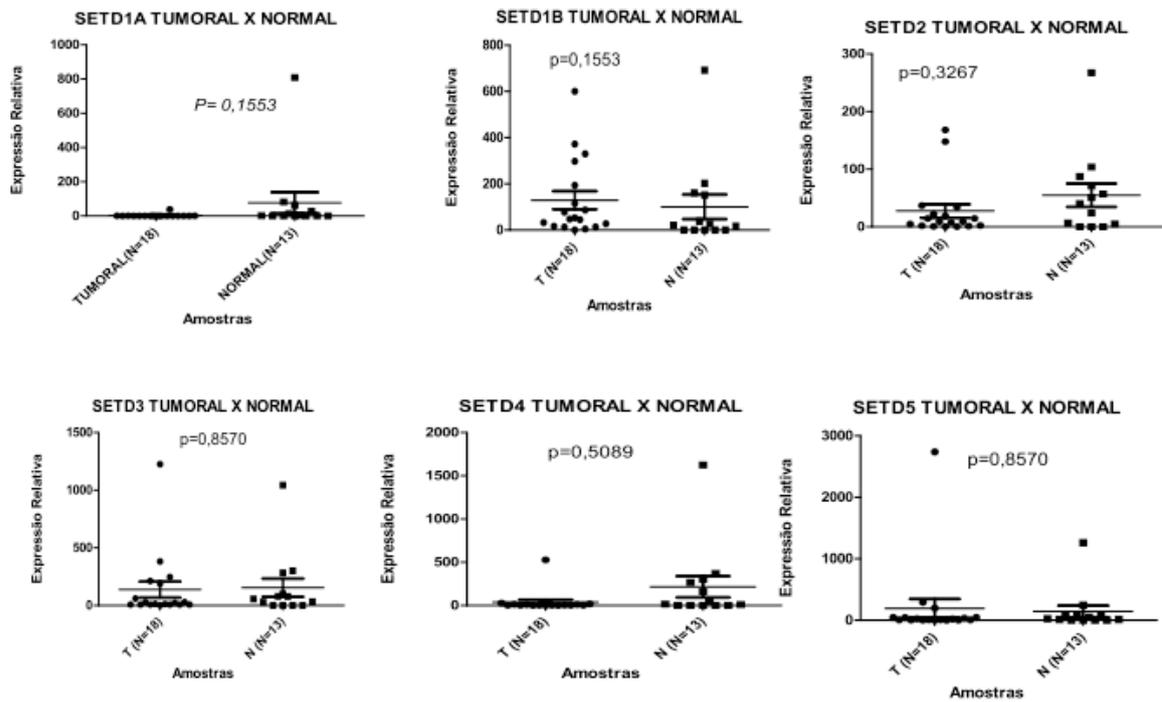 SETD1A TUMORAL X NORMAL
Expressão Relativa
1000
800
600
400
200
0
P= 0,1553
TUMORAL(N=18)
NORMAL(N=13)
Amostras
SETD1B TUMORAL X NORMAL
Expressão Relativa
800
600
400
200
0
p=0,1553
T (N=18)
N (N=13)
Amostras
SETD2 TUMORAL X NORMAL
Expressão Relativa
300
200
100
0
p=0,3267
T (N=18)
N (N=13)
Amostras
SETD3 TUMORAL X NORMAL
Expressão Relativa
1500
1000
500
0
p=0,8570
T (N=18)
N (N=13)
Amostras
SETD4 TUMORAL X NORMAL
Expressão Relativa
2000
1500
1000
500
0
p=0,5089
T (N=18)
N (N=13)
Amostras
SETD5 TUMORAL X NORMAL
Expressão Relativa
3000
2000
1000
0
p=0,8570
T (N=18)
N (N=13)
Amostras